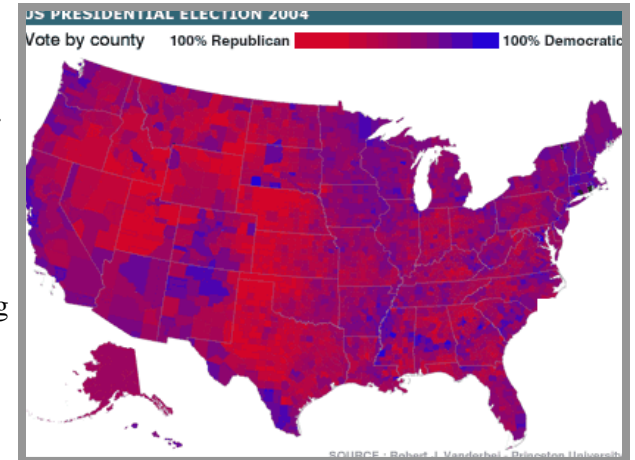 US PRESIDENTIAL ELECTION 2004
Vote by county 100% Republican 100% Democratic
g
SOURCE : Robert J. Vanderbei - Princeton University